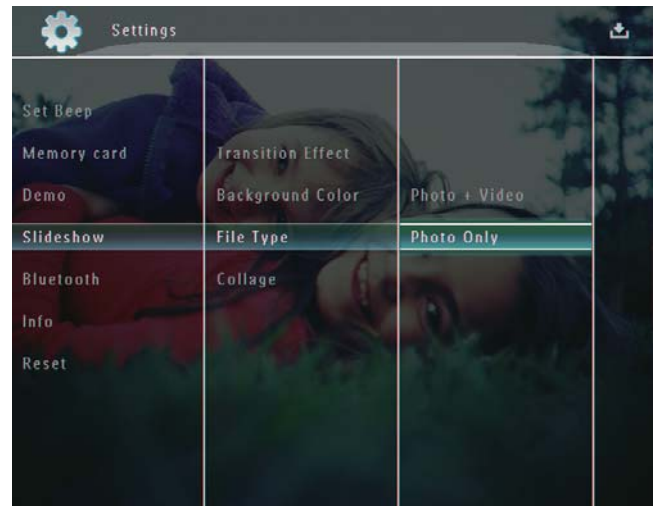 Settings
Set Beep
Memory card
Demo
Slideshow
Bluetooth
Info
Reset
Transition Effect
Background Color
File Type
Collage
Photo + Video
Photo Only